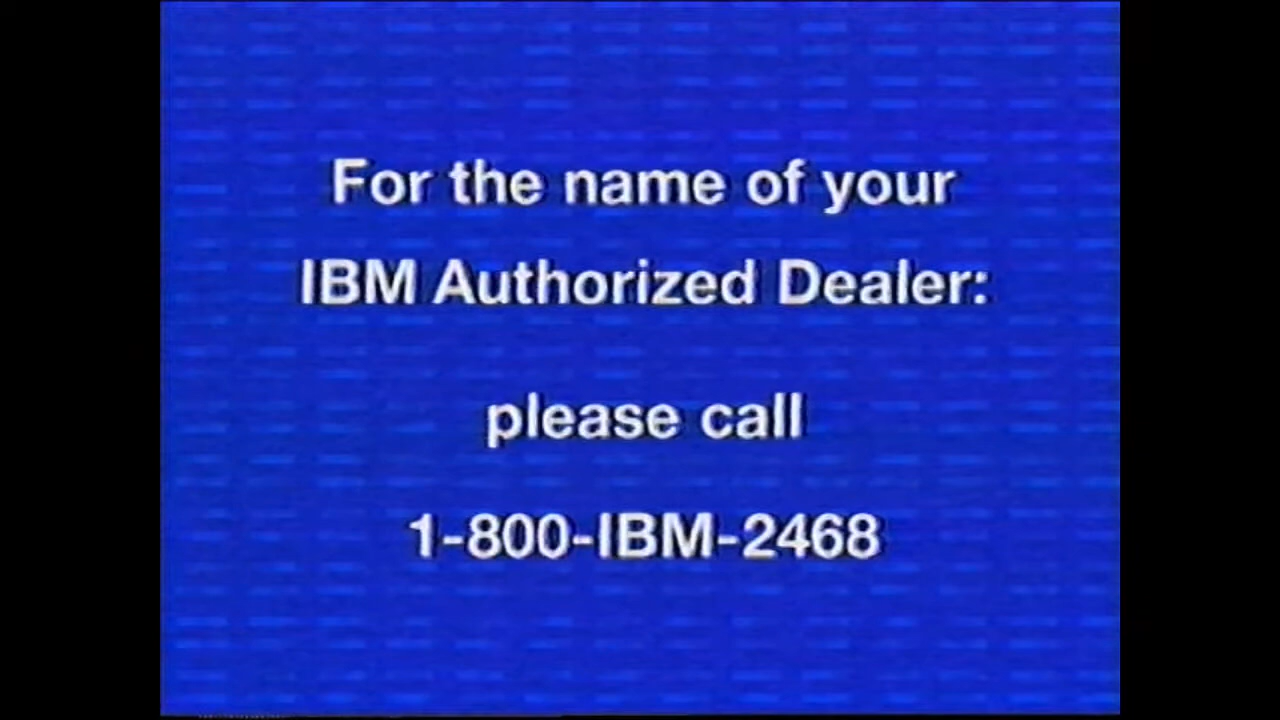 For the name of your
IBM Authorized Dealer:
please call
1-800-IBM-2468